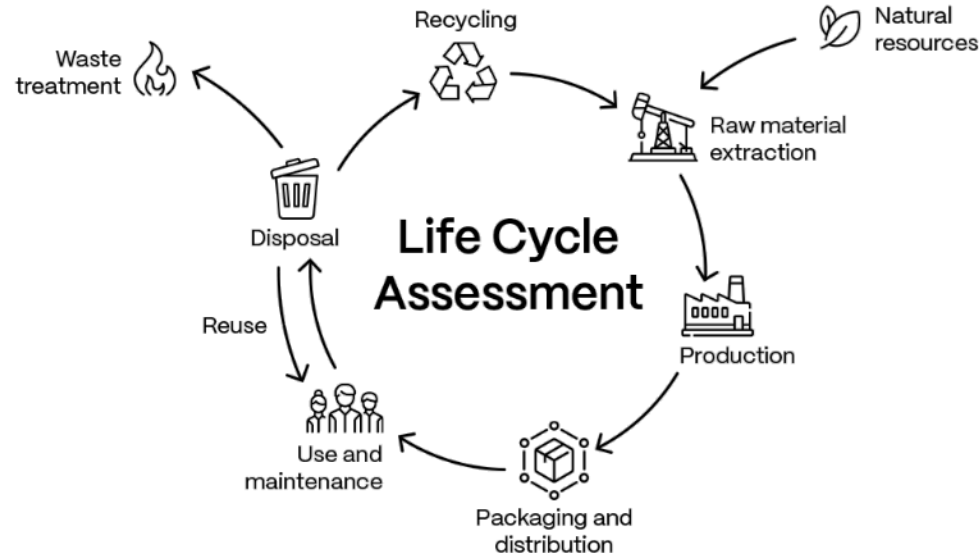 Recycling
Natural
resources
Waste
treatment
Raw material
extraction
Disposal
Life Cycle
Assessment
Reuse
Production
Use and
maintenance
Packaging and
distribution